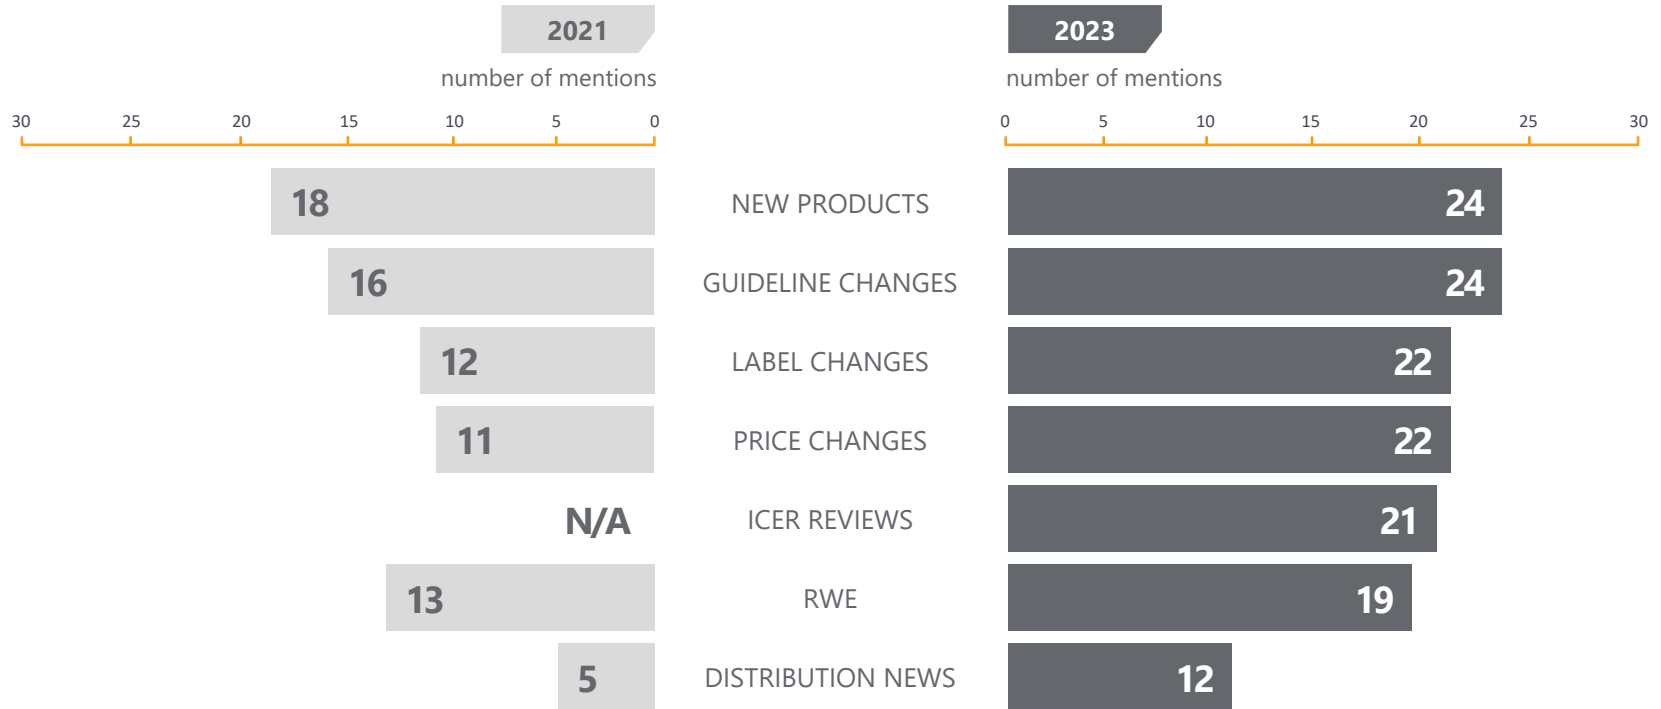 2021 2023
number of mentions number of mentions
30 25 20 15 10 5 0 0 5 10 15 20 25 30
18 NEW PRODUCTS 24
16 GUIDELINE CHANGES 24
12 LABEL CHANGES 22
11 PRICE CHANGES 22
N/A ICER REVIEWS 21
13 RWE 19
5 DISTRIBUTION NEWS 12